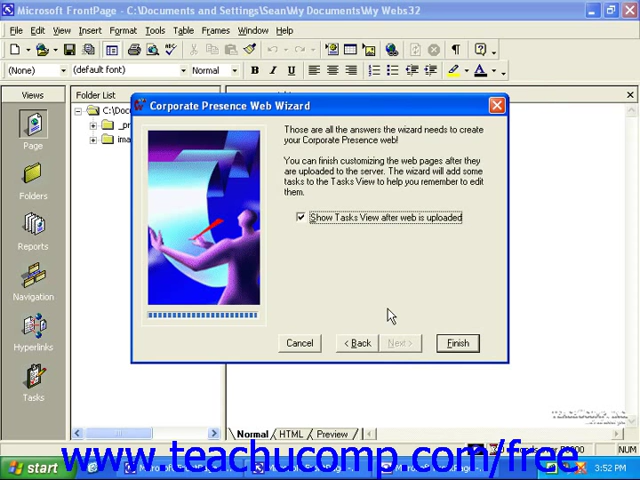 Microsoft FrontPage - C:\Documents and Settings\Sean\My Documents\My Webs32
File Edit View Insert Format Tools Table Frames Window Help
(None) (default font) Normal
Views
Folder List
C:\Docu
_pr
ima
Page
Folders
Reports
Navigation
Hyperlinks
Tasks
Corporate Presence Web Wizard
Those are all the answers the wizard needs to create
your Corporate Presence web!
You can finish customizing the web pages after they
are uploaded to the server. The wizard will add some
tasks to the Tasks View to help you remember to edit
them.
Show Tasks View after web is uploaded
Cancel < Back Next > Finish
TEACHUCOMP, INC.
Normal HTML Preview
NUM
www.teachucomp.com/free
start
3:52 PM